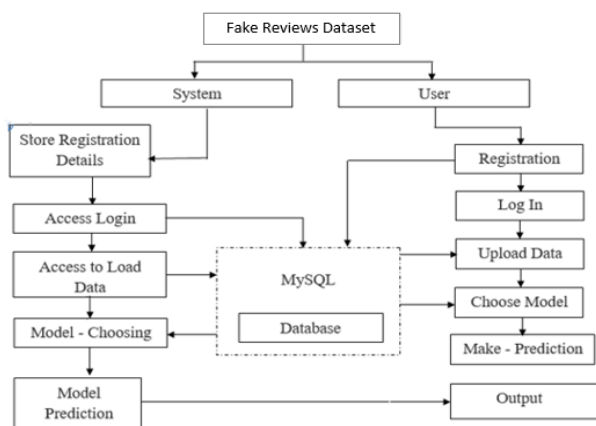 Fake Reviews Dataset
System
User
Store Registration
Details
Registration
Access Login
Log In
Access to Load
Data
MySQL
Upload Data
Database
Choose Model
Model - Choosing
Make - Prediction
Model
Prediction
Output